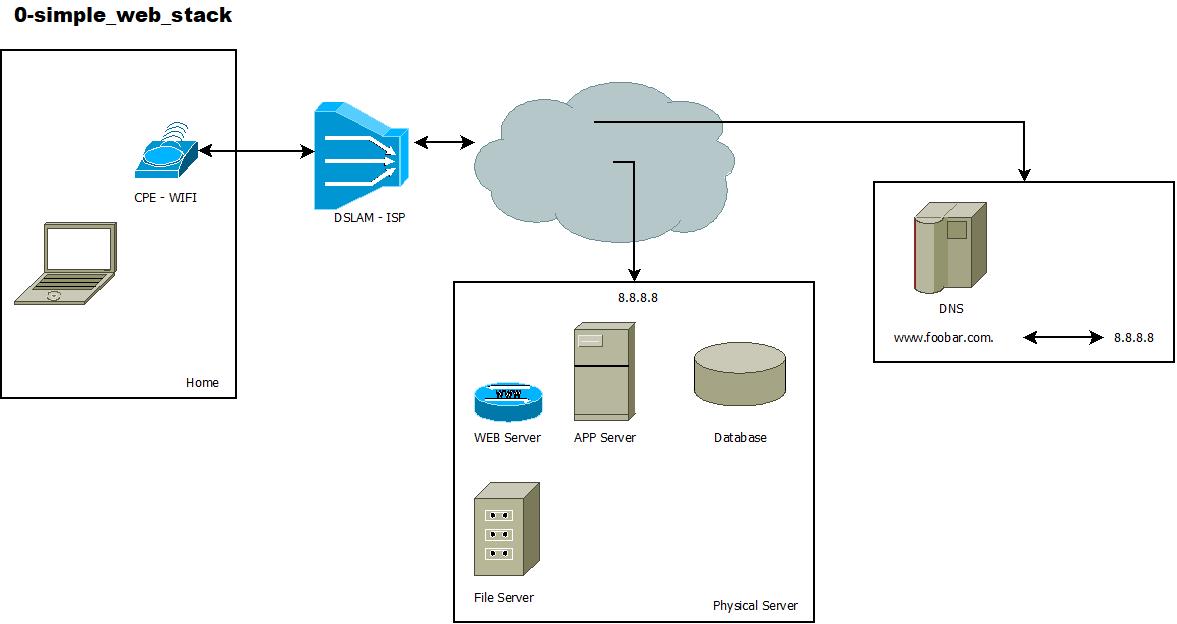 0-simple_web_stack
CPE - WIFI
DSLAM - ISP
Home
8.8.8.8
WWW
WEB Server
APP Server
Database
File Server
Physical Server
DNS
www.foobar.com.
8.8.8.8